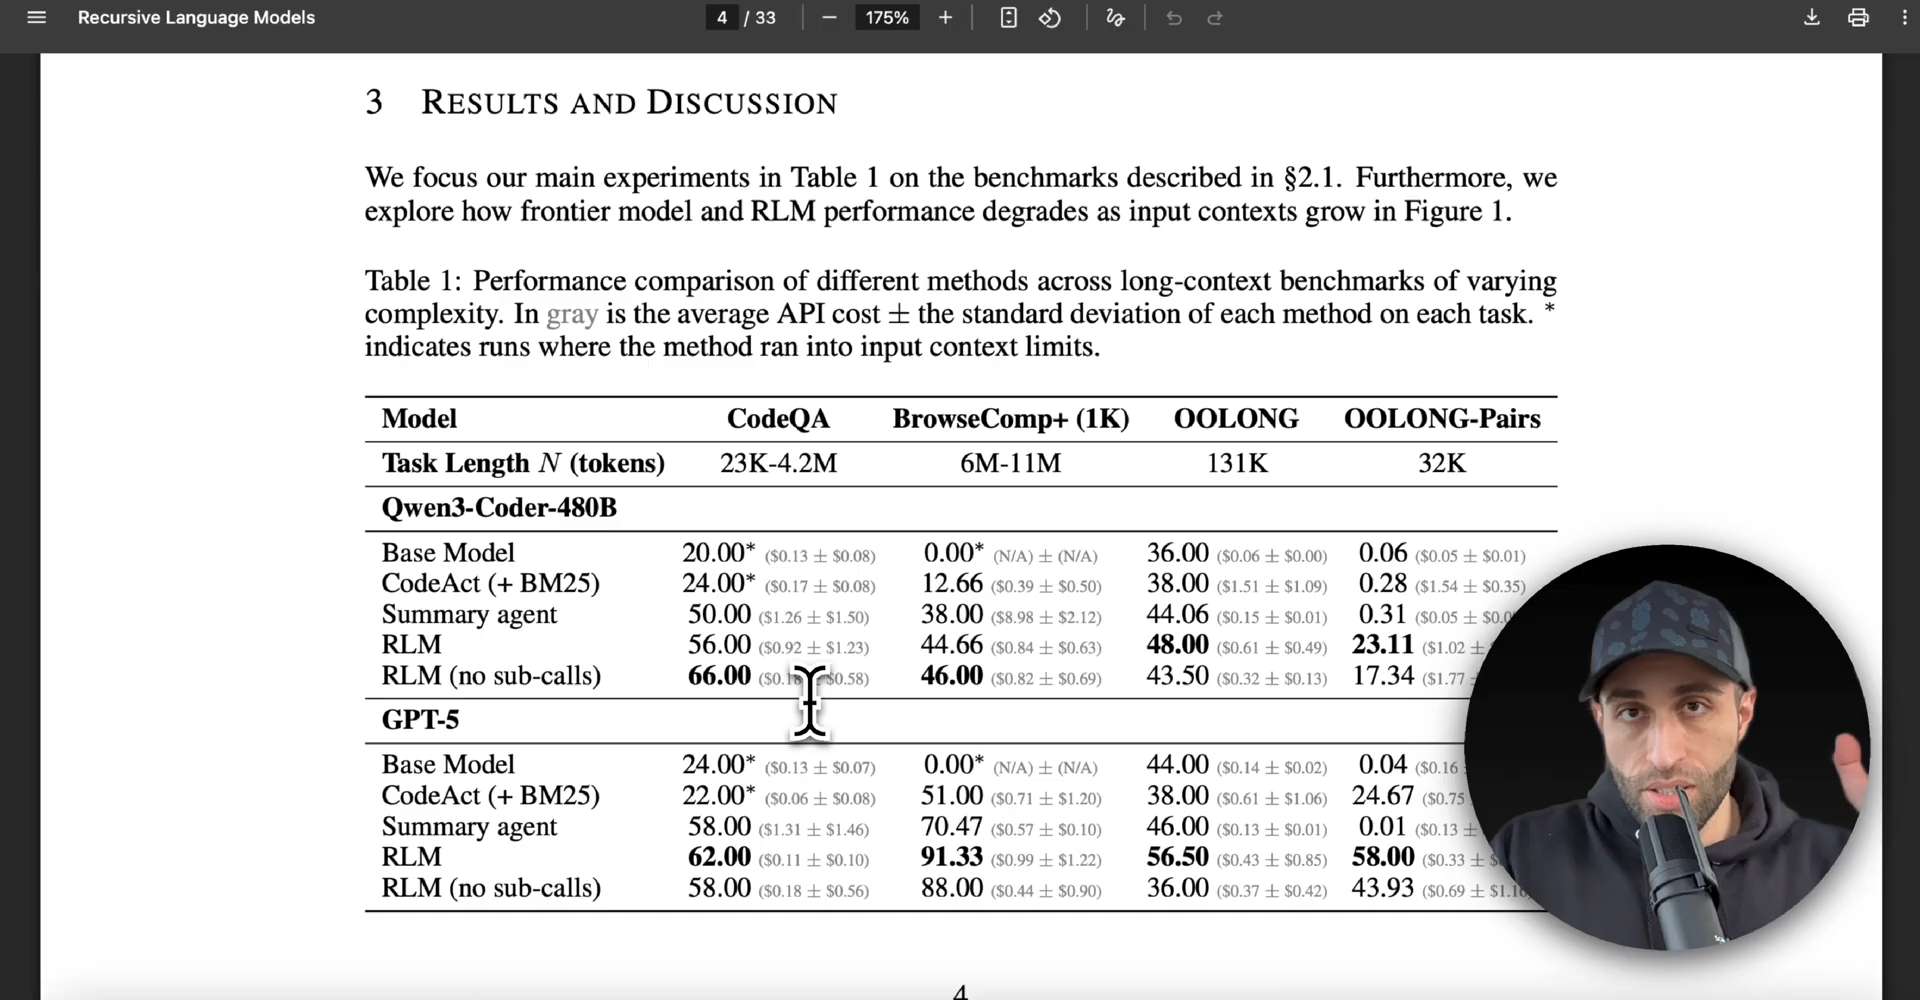 Recursive Language Models
4 / 33
175%
3 RESULTS AND DISCUSSION
We focus our main experiments in Table 1 on the benchmarks described in §2.1. Furthermore, we
explore how frontier model and RLM performance degrades as input contexts grow in Figure 1.
Table 1: Performance comparison of different methods across long-context benchmarks of varying
complexity. In gray is the average API cost ± the standard deviation of each method on each task. *
indicates runs where the method ran into input context limits.
Model CodeQA BrowseComp+ (1K) OOLONG OOLONG-Pairs
Task Length N (tokens) 23K-4.2M 6M-11M 131K 32K
Qwen3-Coder-480B
Base Model 20.00* ($0.13 ± $0.08) 0.00* (N/A) ± (N/A) 36.00 ($0.06 ± $0.00) 0.06 ($0.05 ± $0.01)
CodeAct (+ BM25) 24.00* ($0.17 ± $0.08) 12.66 ($0.39 ± $0.50) 38.00 ($1.51 ± $1.09) 0.28 ($1.54 ± $0.35)
Summary agent 50.00 ($1.26 ± $1.50) 38.00 ($8.98 ± $2.12) 44.06 ($0.15 ± $0.01) 0.31 ($0.05 ±
RLM 56.00 ($0.92 ± $1.23) 44.66 ($0.84 ± $0.63) 48.00 ($0.61 ± $0.49) 23.11 ($1.02 ±
RLM (no sub-calls) 66.00 $0.58) 46.00 ($0.82 ± $0.69) 43.50 ($0.32 ± $0.13) 17.34 ($1.77
GPT-5
Base Model 24.00* ($0.13 ± $0.07) 0.00* (N/A) ± (N/A) 44.00 ($0.14 ± $0.02) 0.04 ($0.16
CodeAct (+ BM25) 22.00* ($0.06 ± $0.08) 51.00 ($0.71 ± $1.20) 38.00 ($0.61 ± $1.06) 24.67 ($0.75
Summary agent 58.00 ($1.31 ± $1.46) 70.47 ($0.57 ± $0.10) 46.00 ($0.13 ± $0.01) 0.01 ($0.13 ±
RLM 62.00 ($0.11 ± $0.10) 91.33 ($0.99 ± $1.22) 56.50 ($0.43 ± $0.85) 58.00 ($0.33 ±
RLM (no sub-calls) 58.00 ($0.18 ± $0.56) 88.00 ($0.44 ± $0.90) 36.00 ($0.37 ± $0.42) 43.93 ($0.69 ±
4